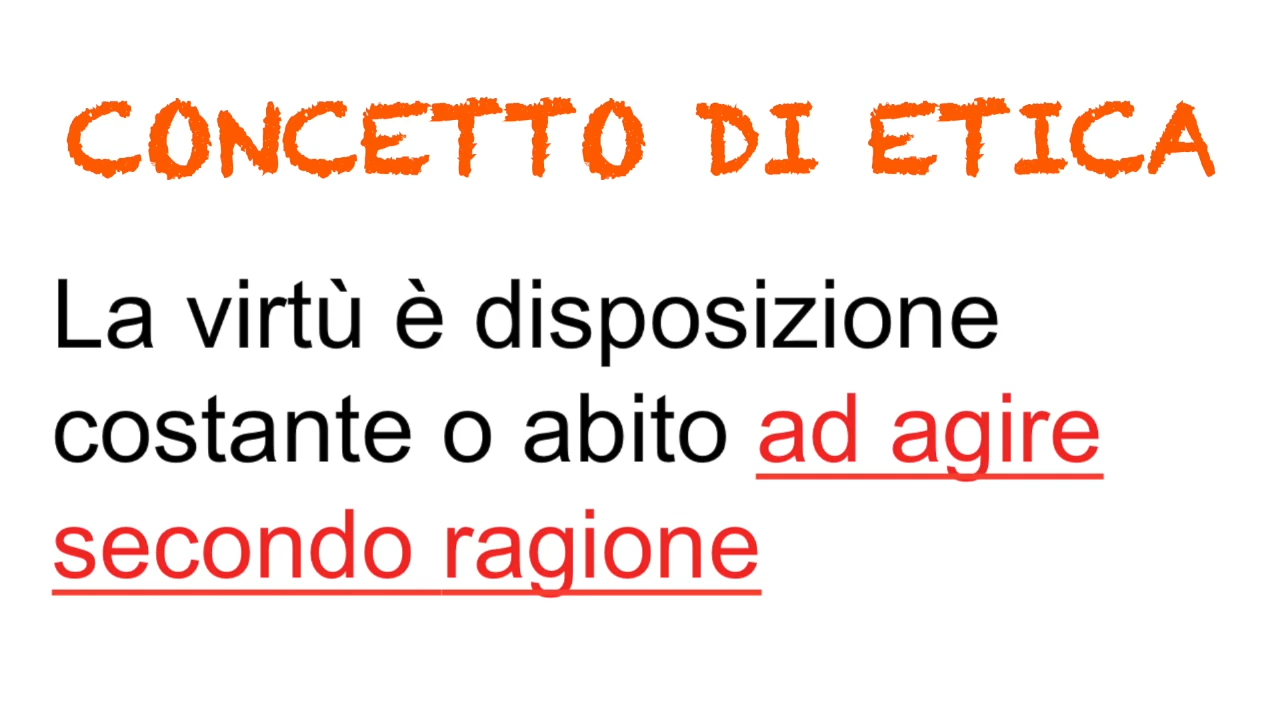 CONCETTO DI ETICA
La virtù è disposizione
costante o abito ad agire
secondo ragione